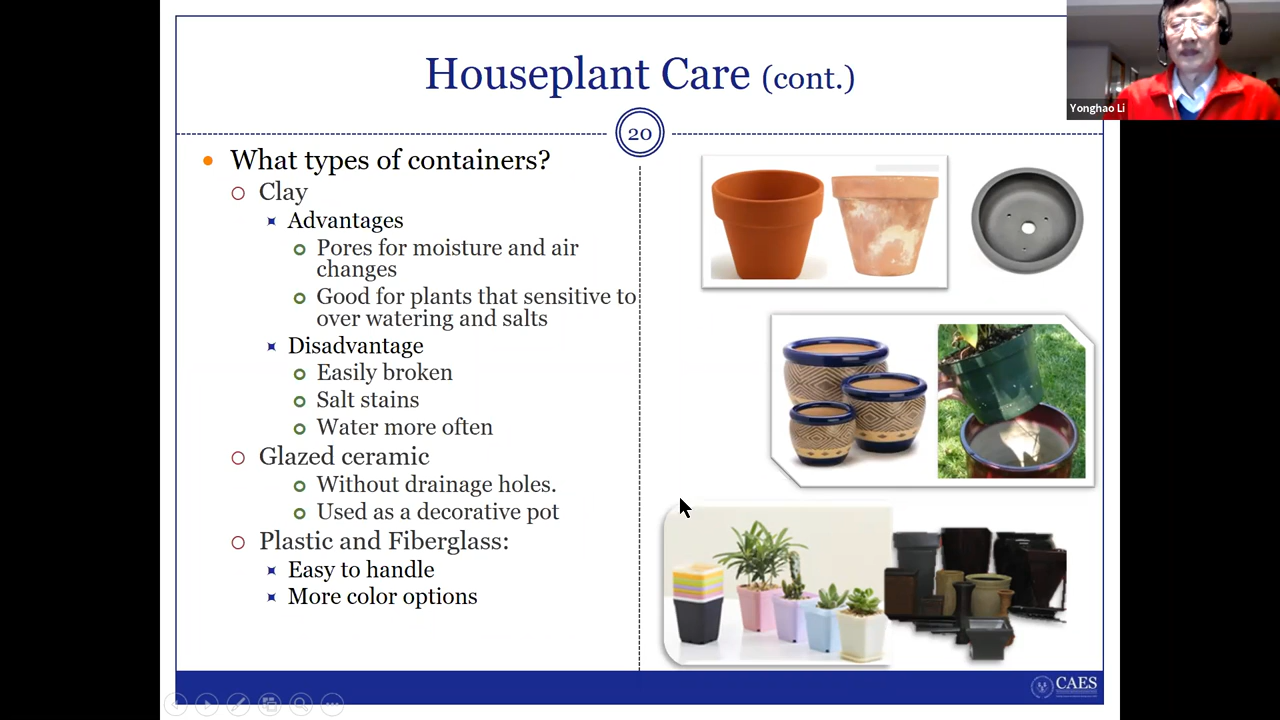 Houseplant Care (cont.)
Yonghao Li
20
What types of containers?
Clay
Advantages
Pores for moisture and air
changes
Good for plants that sensitive to
over watering and salts
Disadvantage
Easily broken
Salt stains
Water more often
Glazed ceramic
Without drainage holes.
Used as a decorative pot
Plastic and Fiberglass:
Easy to handle
More color options
CAES